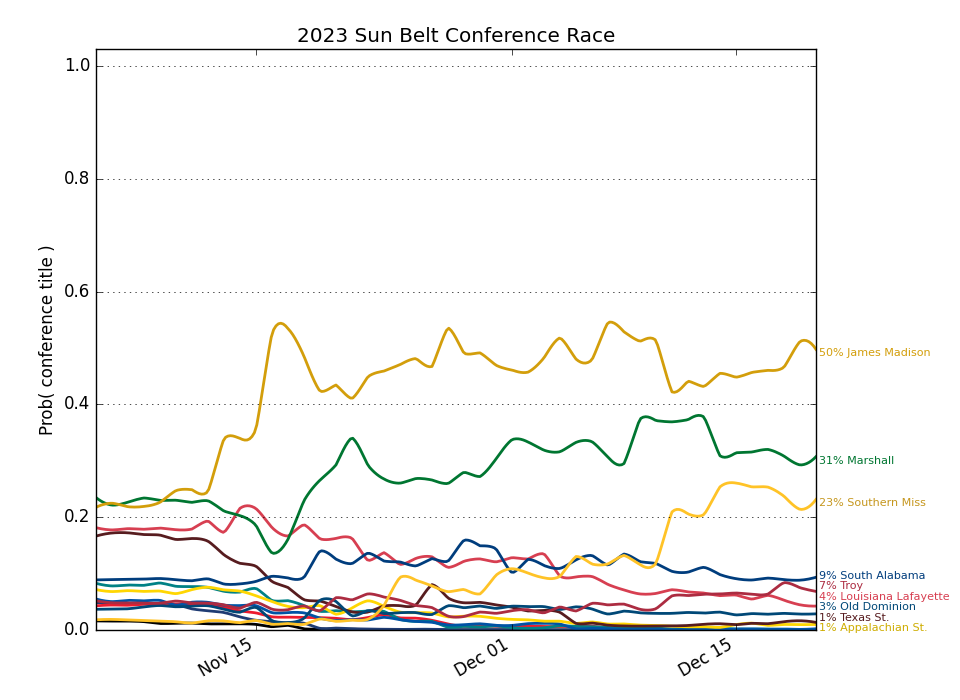 2023 Sun Belt Conference Race
Prob( conference title )
1.0
0.8
0.6
0.4
0.2
0.0
Nov 15
Dec 01
Dec 15
50% James Madison
31% Marshall
23% Southern Miss
9% South Alabama
7% Troy
4% Louisiana Lafayette
3% Old Dominion
1% Texas St.
1% Appalachian St.